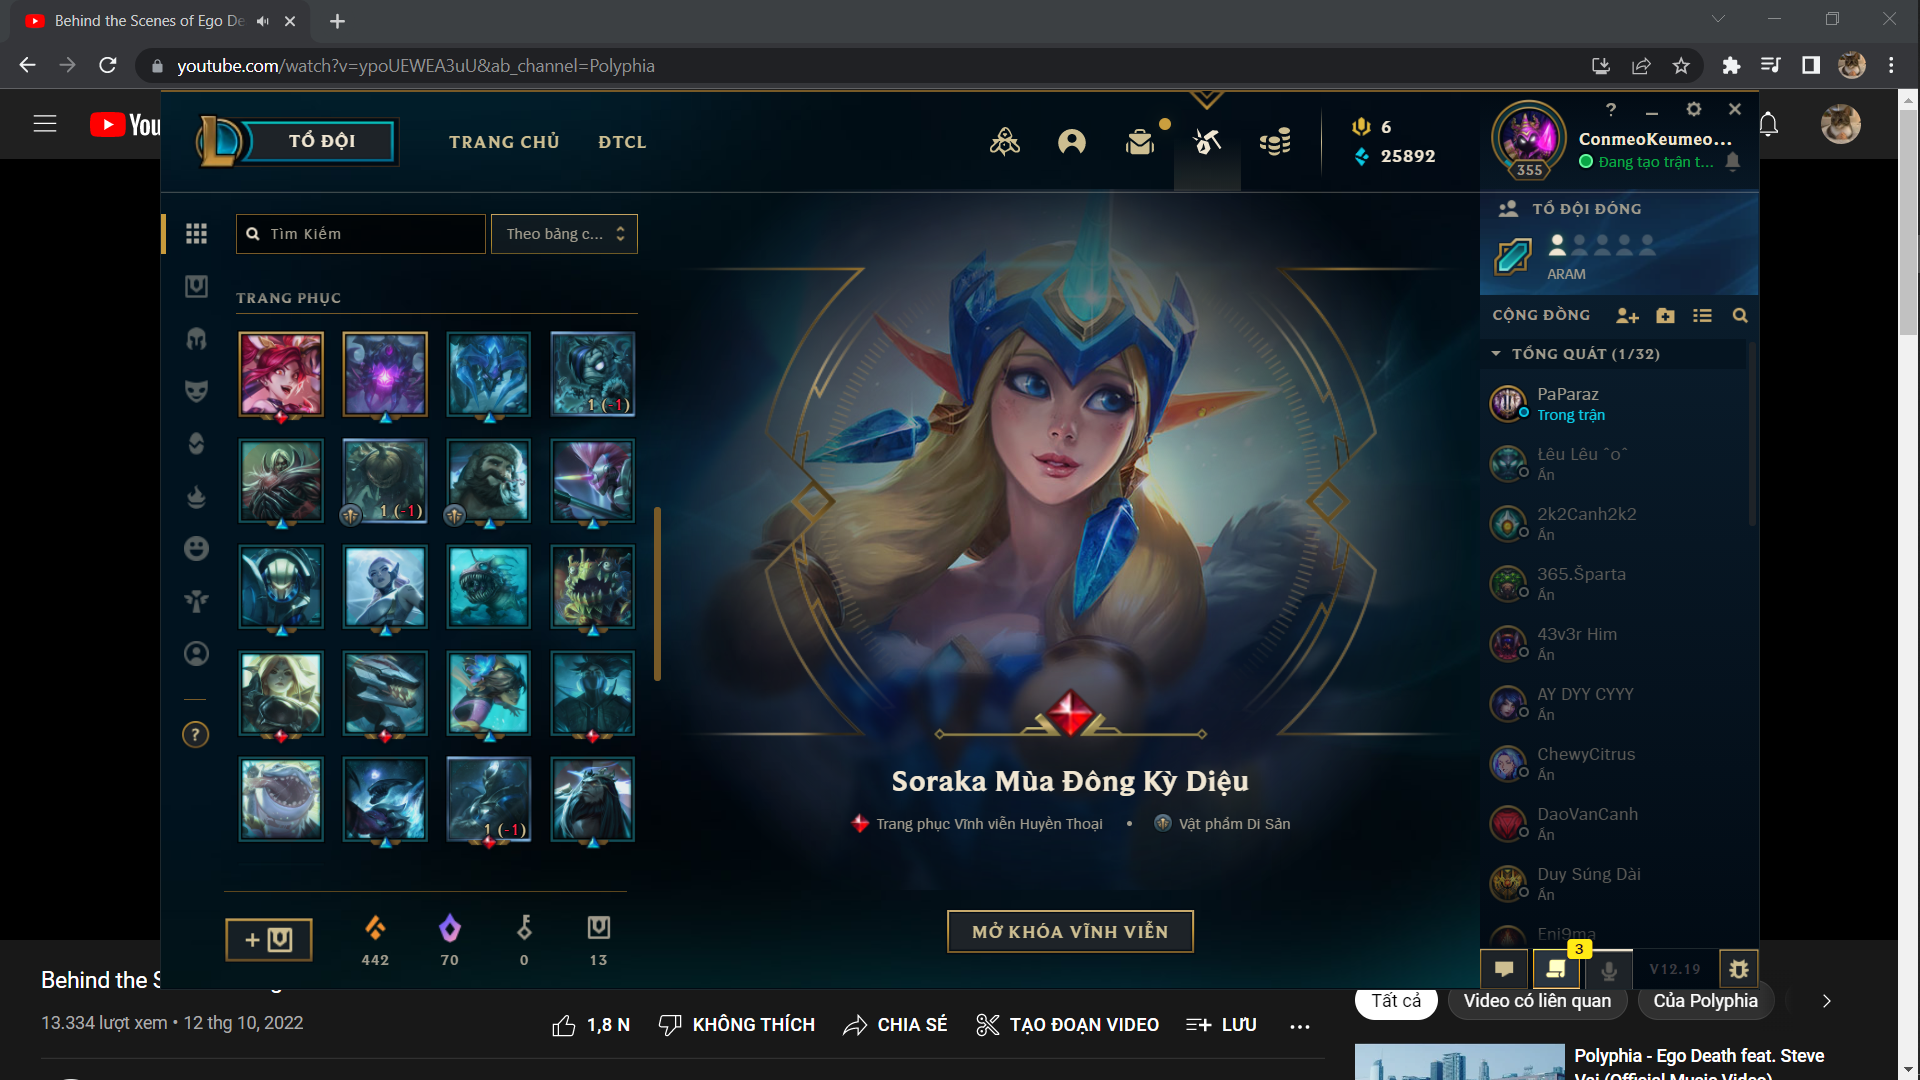 Behind the Scenes of Ego De
youtube.com/watch?v=ypoUEWEA3uU&ab_channel=Polyphia
You
TỔ ĐỘI
TRANG CHỦ
ĐTCL
6
25892
355
?
ConmeoKeumeo...
Đang tạo trận t...
Tìm Kiếm
Theo bảng c...
TRANG PHỤC
1 (-1)
1 (-1)
1 (-1)
?
442
70
0
13
Soraka Mùa Đông Kỳ Diệu
Trang phục Vĩnh viễn Huyền Thoại • Vật phẩm Di Sản
MỞ KHÓA VĨNH VIỄN
TỔ ĐỘI ĐÓNG
ARAM
CỘNG ĐỒNG
TỔNG QUÁT (1/32)
PaParaz
Trong trận
Łêu Lêu ˆoˆ
Ẩn
2k2Canh2k2
Ẩn
365.Šparta
Ẩn
43v3r Him
Ẩn
AY DYY CYYY
Ẩn
ChewyCitrus
Ẩn
DaoVanCanh
Ẩn
Duy Súng Dài
Ẩn
Eni9ma
3
V12.19
Behind the S
13.334 lượt xem • 12 thg 10, 2022
1,8 N
KHÔNG THÍCH
CHIA SẺ
TẠO ĐOẠN VIDEO
LƯU
Tất cả
Video có liên quan
Của Polyphia
Polyphia - Ego Death feat. Steve
Vai (Official Music Video)